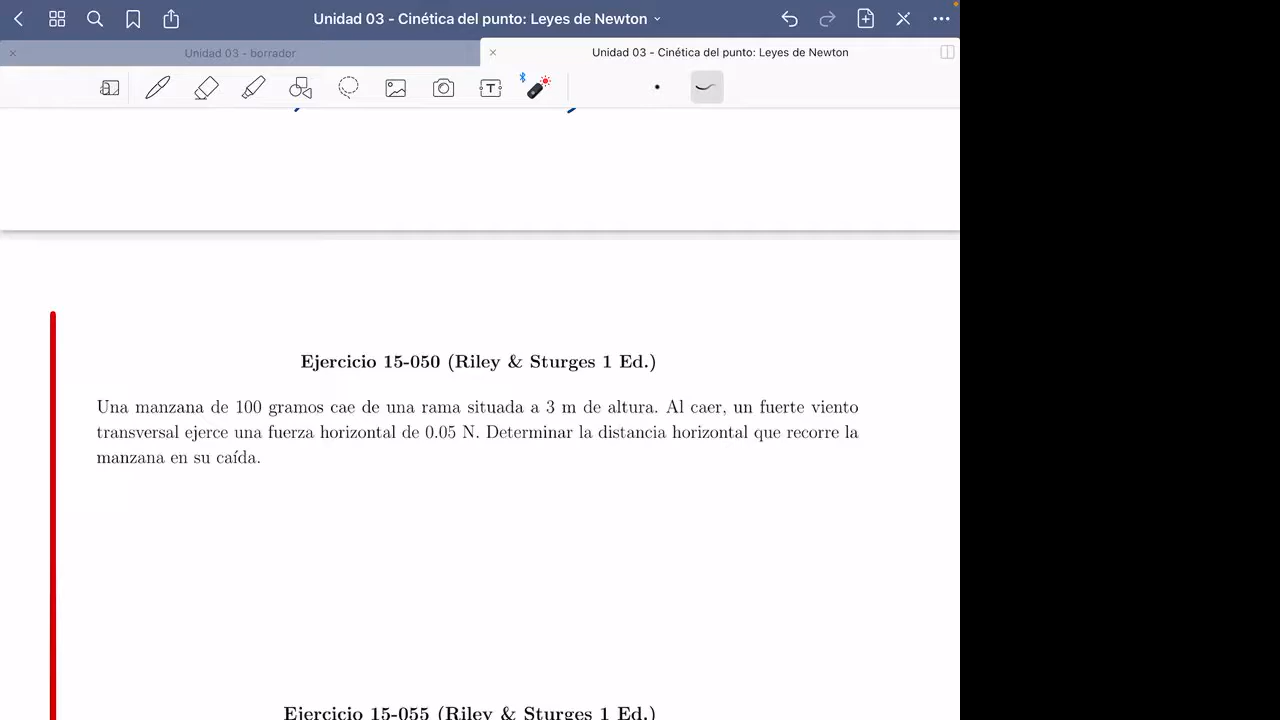 Unidad 03 - Cinética del punto: Leyes de Newton
Unidad 03 - borrador
Unidad 03 - Cinética del punto: Leyes de Newton
T
Ejercicio 15-050 (Riley & Sturges 1 Ed.)
Una manzana de 100 gramos cae de una rama situada a 3 m de altura. Al caer, un fuerte viento
transversal ejerce una fuerza horizontal de 0.05 N. Determinar la distancia horizontal que recorre la
manzana en su caída.
Ejercicio 15-055 (Riley & Sturges 1 Ed.)